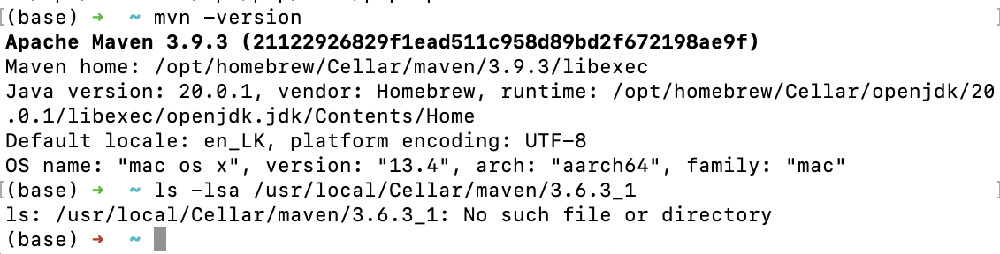 (base) ➜  ~ mvn -version
Apache Maven 3.9.3 (21122926829f1ead511c958d89bd2f672198ae9f)
Maven home: /opt/homebrew/Cellar/maven/3.9.3/libexec
Java version: 20.0.1, vendor: Homebrew, runtime: /opt/homebrew/Cellar/openjdk/20
.0.1/libexec/openjdk.jdk/Contents/Home
Default locale: en_LK, platform encoding: UTF-8
OS name: "mac os x", version: "13.4", arch: "aarch64", family: "mac"
(base) ➜  ~ ls -lsa /usr/local/Cellar/maven/3.6.3_1
ls: /usr/local/Cellar/maven/3.6.3_1: No such file or directory
(base) ➜  ~